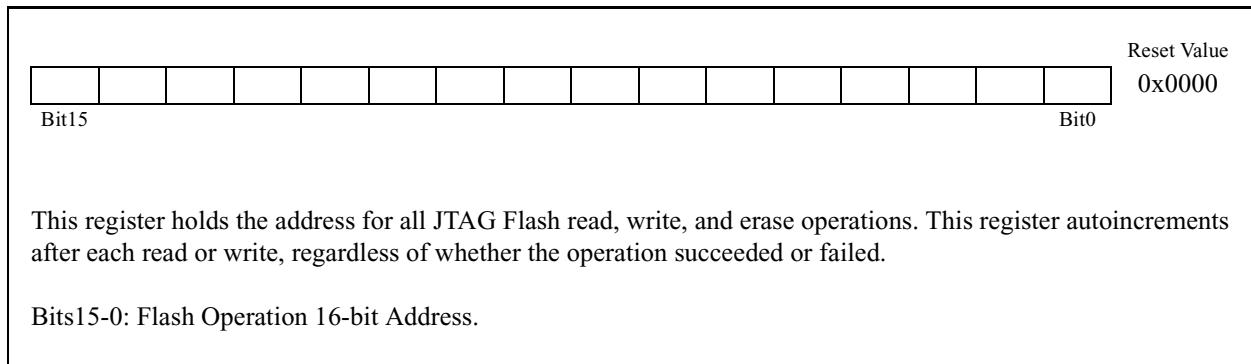 Reset Value
0x0000
Bit15 Bit0
This register holds the address for all JTAG Flash read, write, and erase operations. This register autoincrements
after each read or write, regardless of whether the operation succeeded or failed.
Bits15-0: Flash Operation 16-bit Address.